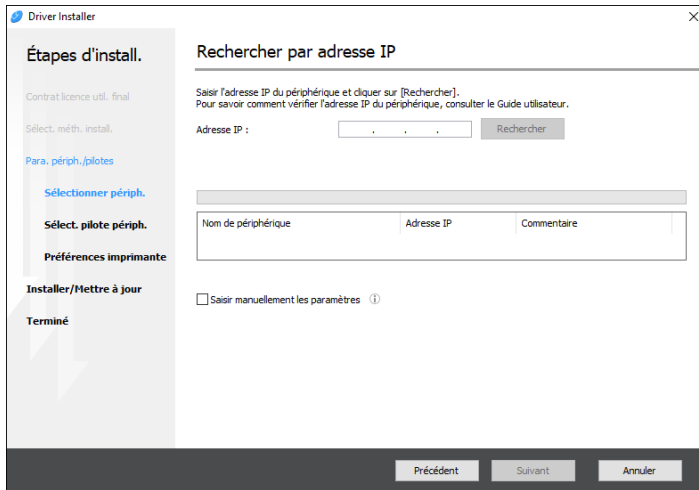 Driver Installer
Étapes d'install.
Contrat licence util. final
Sélect. méth. install.
Para. périph./pilotes
Sélectionner périph.
Sélect. pilote périph.
Préférences imprimante
Installer/Mettre à jour
Terminé
Rechercher par adresse IP
Saisir l'adresse IP du périphérique et cliquer sur [Rechercher].
Pour savoir comment vérifier l'adresse IP du périphérique, consulter le Guide utilisateur.
Adresse IP : . . . Rechercher
Nom de périphérique Adresse IP Commentaire
Saisir manuellement les paramètres
Précédent Suivant Annuler